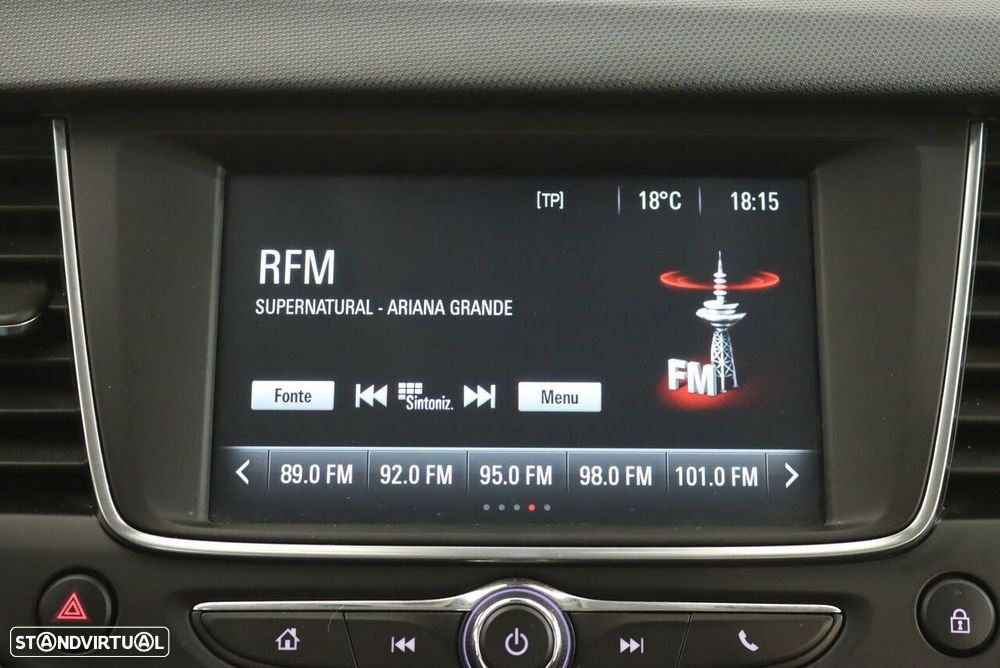 [TP] 18°C 18:15
RFM
SUPERNATURAL - ARIANA GRANDE
FM
Fonte Sintoniz. Menu
89.0 FM 92.0 FM 95.0 FM 98.0 FM 101.0 FM
STANDVIRTUAL